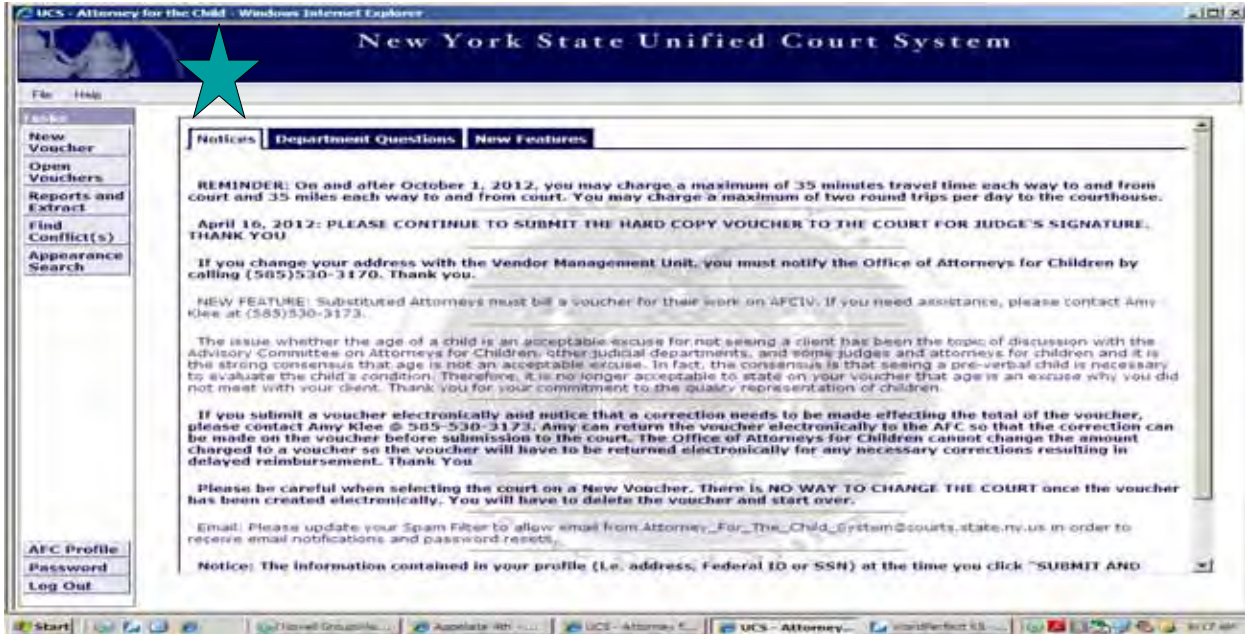 UCS - Attorney for the Child - Windows Internet Explorer
New York State Unified Court System
File Help
Tasks
New
Voucher
Open
Vouchers
Reports and
Extract
Find
Conflict(s)
Appearance
Search
AFC Profile
Password
Log Out
Notices Department Questions New Features
REMINDER: On and after October 1, 2012, you may charge a maximum of 35 minutes travel time each way to and from
court and 35 miles each way to and from court. You may charge a maximum of two round trips per day to the courthouse.
April 16, 2012: PLEASE CONTINUE TO SUBMIT THE HARD COPY VOUCHER TO THE COURT FOR JUDGE'S SIGNATURE.
THANK YOU
If you change your address with the Vendor Management Unit, you must notify the Office of Attorneys for Children by
calling (585)530-3170. Thank you.
NEW FEATURE: Substituted Attorneys must bill a voucher for their work on AFCIV. If you need assistance, please contact Amy
Klee at (585)530-3173.
The issue whether the age of a child is an acceptable excuse for not seeing a client has been the topic of discussion with the
Advisory Committee on Attorneys for Children, other judicial departments, and some judges and attorneys for children and it is
the strong consensus that age is not an acceptable excuse. In fact, the consensus is that seeing a pre-verbal child is necessary
to evaluate the child's condition. Therefore, it is no longer acceptable to state on your voucher that age is an excuse why you did
not meet with your client. Thank you for your commitment to the quality representation of children.
If you submit a voucher electronically and notice that a correction needs to be made effecting the total of the voucher,
please contact Amy Klee @ 585-530-3173. Amy can return the voucher electronically to the AFC so that the correction can
be made on the voucher before submission to the court. The Office of Attorneys for Children cannot change the amount
charged to a voucher so the voucher will have to be returned electronically for any necessary corrections resulting in
delayed reimbursement. Thank You
Please be careful when selecting the court on a New Voucher. There is NO WAY TO CHANGE THE COURT once the voucher
has been created electronically. You will have to delete the voucher and start over.
Email: Please update your Spam Filter to allow email from Attorney_For_The_Child_System@courts.state.ny.us in order to
receive email notifications and password resets.
Notice: The information contained in your profile (i.e. address, Federal ID or SSN) at the time you click "SUBMIT AND
Start Novell GroupWise ... Appellate 4th - ... UCS - Attorney f... UCS - Attorney... WordPerfect X5 ...